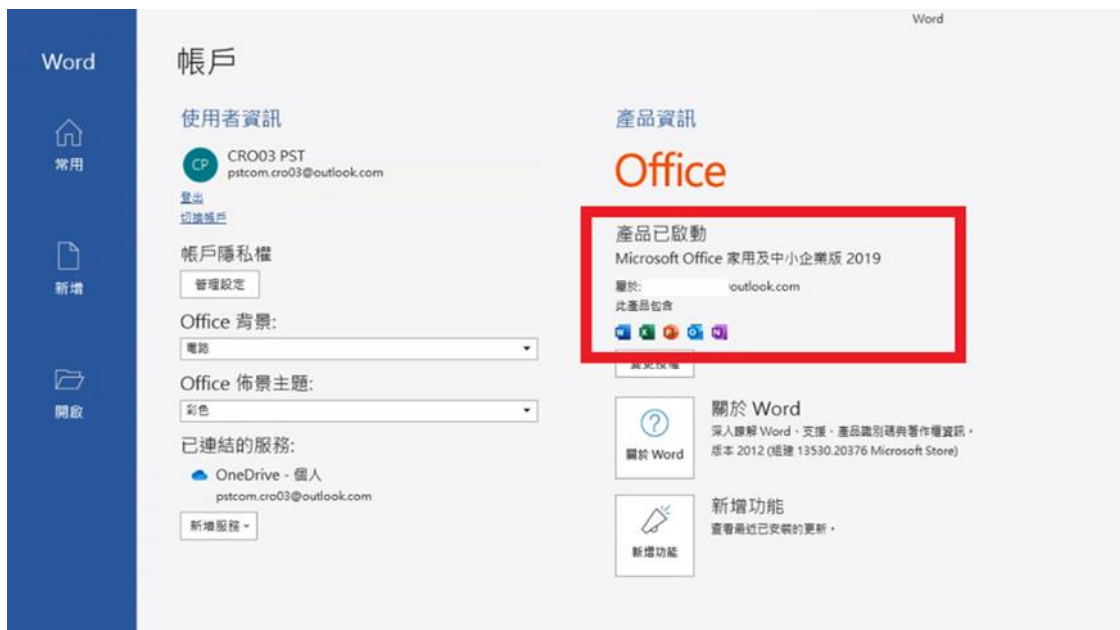 Word
Word
帳戶
常用
新增
開啟
使用者資訊
CP
CRO03 PST
pstcom.cro03@outlook.com
登出
切換帳戶
帳戶隱私權
管理設定
Office 背景:
電路
Office 佈景主題:
彩色
已連結的服務:
OneDrive - 個人
pstcom.cro03@outlook.com
新增服務
產品資訊
Office
產品已啟動
Microsoft Office 家用及中小企業版 2019
屬於: outlook.com
此產品包含
變更授權
關於 Word
關於 Word
深入瞭解 Word、支援、產品識別碼與著作權資訊。
版本 2012 (組建 13530.20376 Microsoft Store)
新增功能
新增功能
查看最近已安裝的更新。